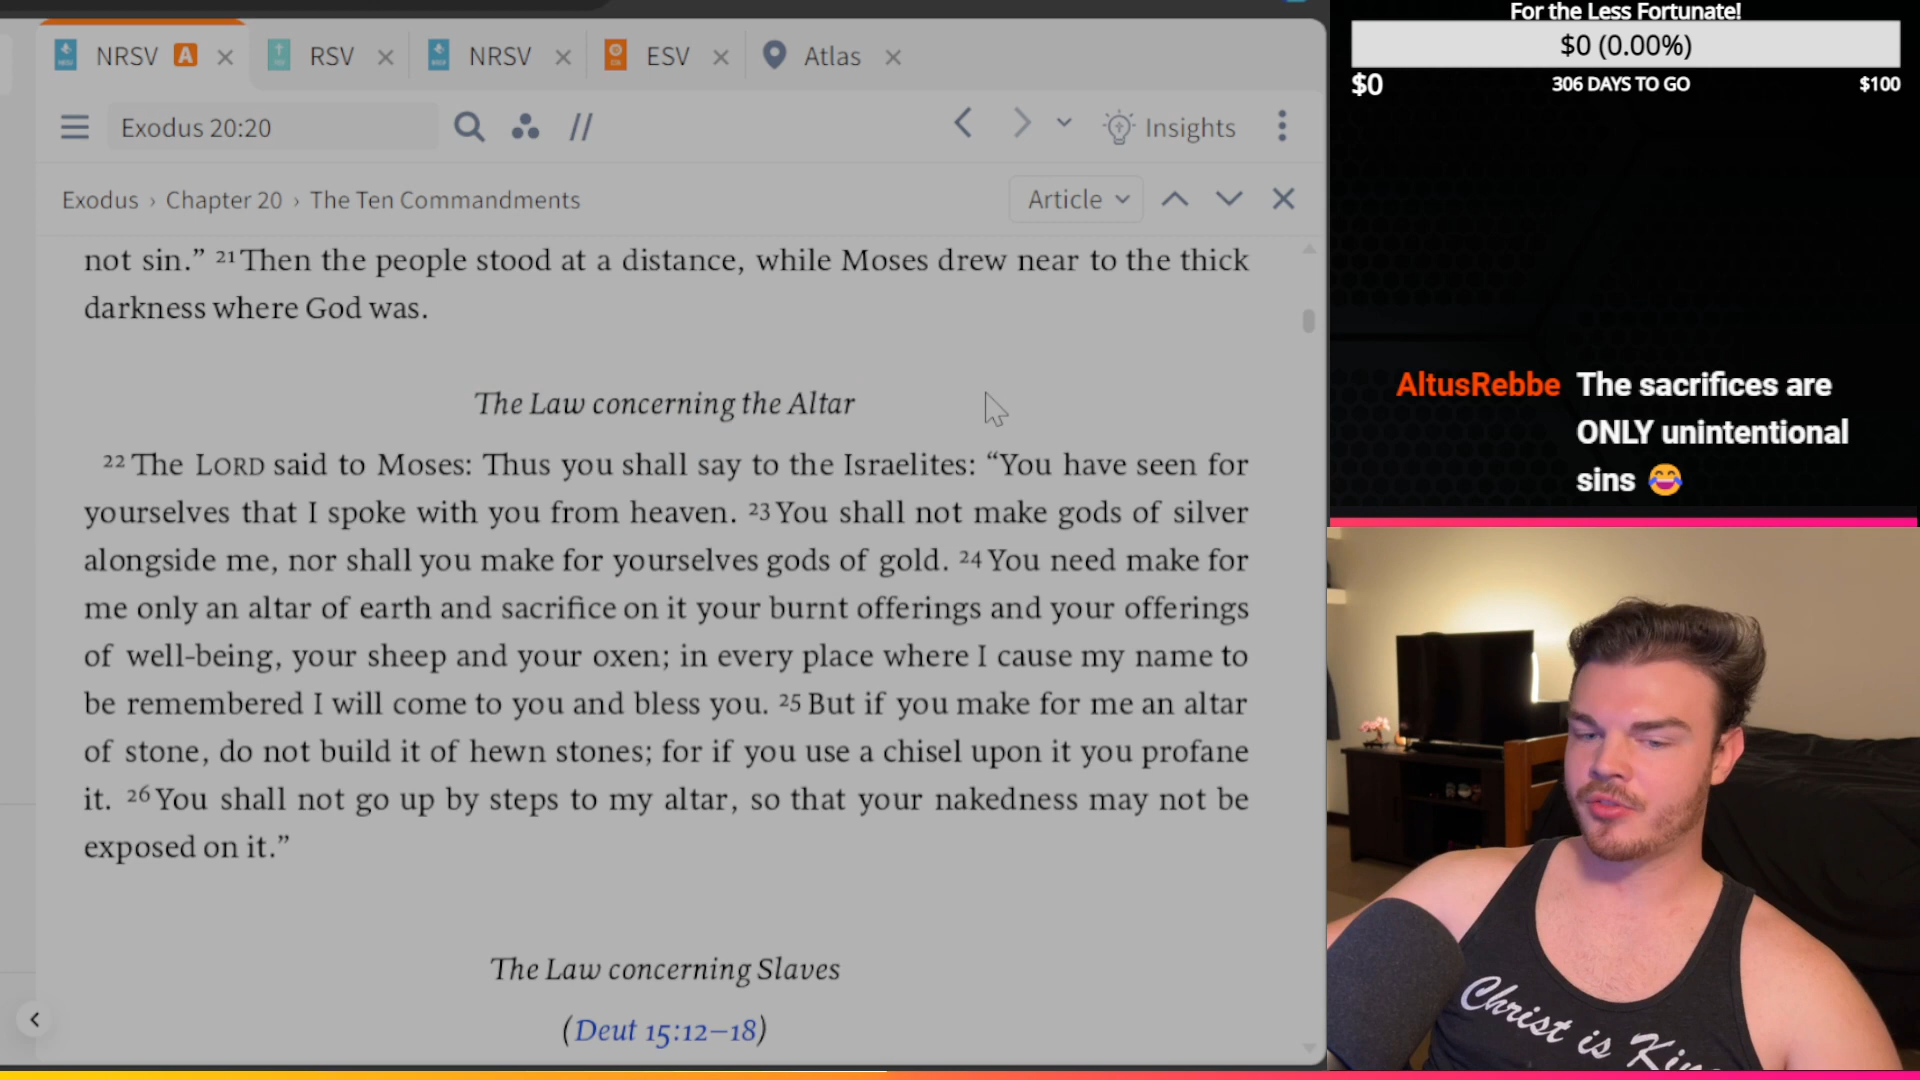 NRSV A
RSV
NRSV
ESV
Atlas
Exodus 20:20
Insights
Exodus › Chapter 20 › The Ten Commandments
Article
not sin.” 21 Then the people stood at a distance, while Moses drew near to the thick
darkness where God was.
The Law concerning the Altar
22 The LORD said to Moses: Thus you shall say to the Israelites: “You have seen for
yourselves that I spoke with you from heaven. 23 You shall not make gods of silver
alongside me, nor shall you make for yourselves gods of gold. 24 You need make for
me only an altar of earth and sacrifice on it your burnt offerings and your offerings
of well-being, your sheep and your oxen; in every place where I cause my name to
be remembered I will come to you and bless you. 25 But if you make for me an altar
of stone, do not build it of hewn stones; for if you use a chisel upon it you profane
it. 26 You shall not go up by steps to my altar, so that your nakedness may not be
exposed on it.”
The Law concerning Slaves
(Deut 15:12–18)
For the Less Fortunate!
$0 (0.00%)
$0 306 DAYS TO GO $100
AltusRebbe The sacrifices are
ONLY unintentional
sins 😂
Christ is Kin